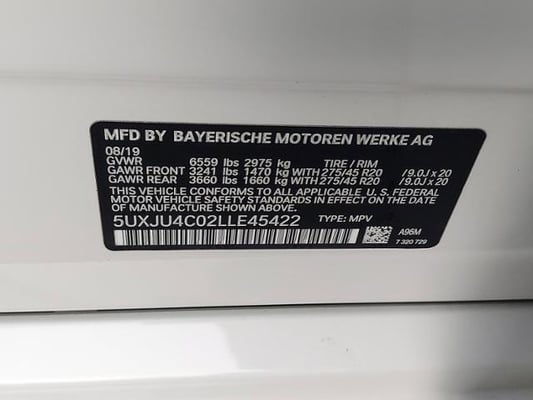 MFD BY BAYERISCHE MOTOREN WERKE AG
08/19
GVWR 6559 lbs 2975 kg TIRE / RIM
GAWR FRONT 3241 lbs 1470 kg WITH 275/45 R20 /9.0J x 20
GAWR REAR 3660 lbs 1660 kg WITH 275/45 R20 /9.0J x 20
THIS VEHICLE CONFORMS TO ALL APPLICABLE U.S. FEDERAL
MOTOR VEHICLE SAFETY STANDARDS IN EFFECT ON THE DATE
OF MANUFACTURE SHOWN ABOVE.
5UXJU4C02LLE45422 TYPE: MPV
A96M
7 320 729